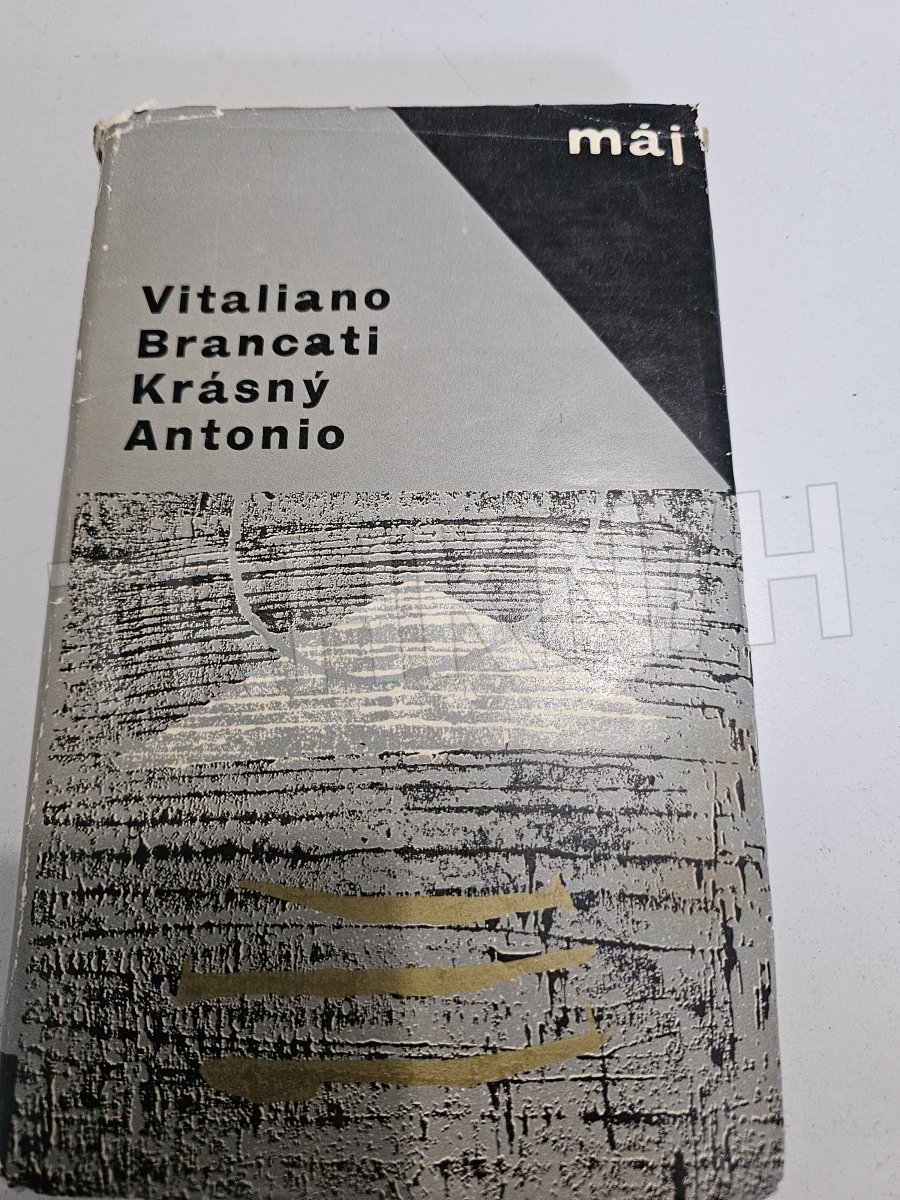 máj
Vitaliano
Brancati
Krásný
Antonio